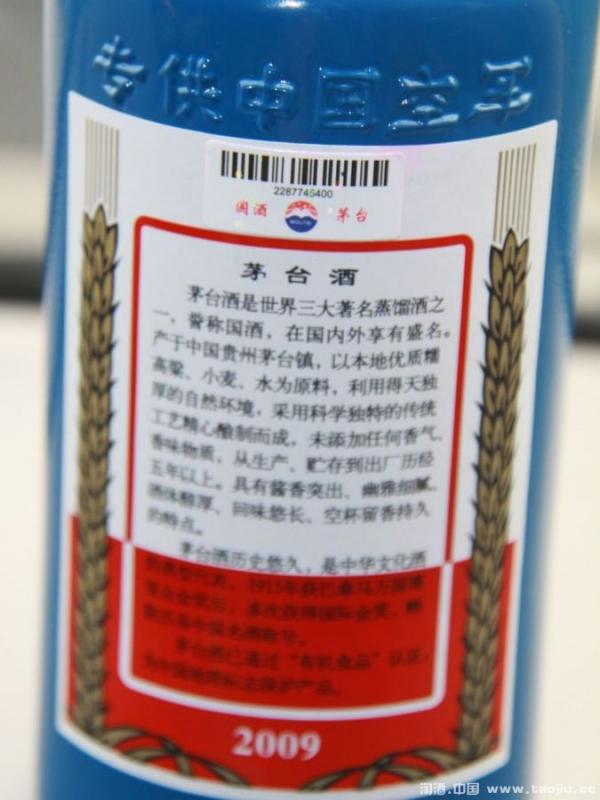 专供中国空军
2287745400
国酒
MOUTAI
茅台
茅台酒
茅台酒是世界三大著名蒸馏酒之
一，誉称国酒，在国内外享有盛名。
产于中国贵州茅台镇，以本地优质糯
高粱、小麦、水为原料，利用得天独
厚的自然环境，采用科学独特的传统
工艺精心酿制而成，未添加任何香气、
香味物质，从生产、贮存到出厂历经
五年以上。具有酱香突出、幽雅细腻、
酒体醇厚、回味悠长、空杯留香持久
的特点。
茅台酒历史悠久，是中华文化酒
的典型代表，1915年获巴拿马万国博
览会金奖后，多次获得国际金奖，蝉
联历届中国名酒称号。
茅台酒已通过“有机食品”认证，
为中国地理标志保护产品。
2009
淘酒.中国 www.taojiu.cc